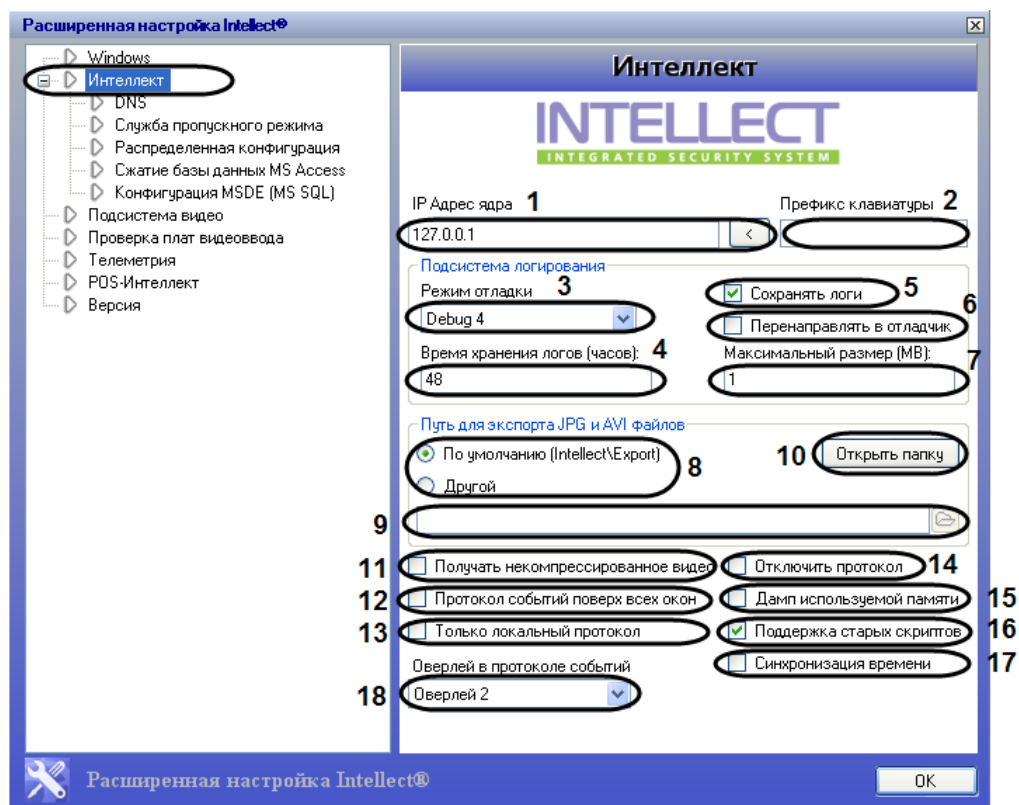 Расширенная настройка Intellect®
Windows
Интеллект
DNS
Служба пропускного режима
Распределенная конфигурация
Сжатие базы данных MS Access
Конфигурация MSDE (MS SQL)
Подсистема видео
Проверка плат видеоввода
Телеметрия
POS-Интеллект
Версия
Интеллект
INTELLECT
INTEGRATED SECURITY SYSTEM
IP Адрес ядра 1
Префикс клавиатуры 2
127.0.0.1 <
Подсистема логирования
Режим отладки 3
Debug 4
Сохранять логи 5
Перенаправлять в отладчик 6
Время хранения логов (часов): 4
48
Максимальный размер (MB): 7
1
Путь для экспорта JPG и AVI файлов
По умолчанию (Intellect\Export)
Другой
8
10 Открыть папку
9
11 Получать некомпрессированное видео
Отключить протокол 14
12 Протокол событий поверх всех окон
Дамп используемой памяти 15
13 Только локальный протокол
Поддержка старых скриптов 16
Синхронизация времени 17
Оверлей в протоколе событий
18 Оверлей 2
Расширенная настройка Intellect®
OK